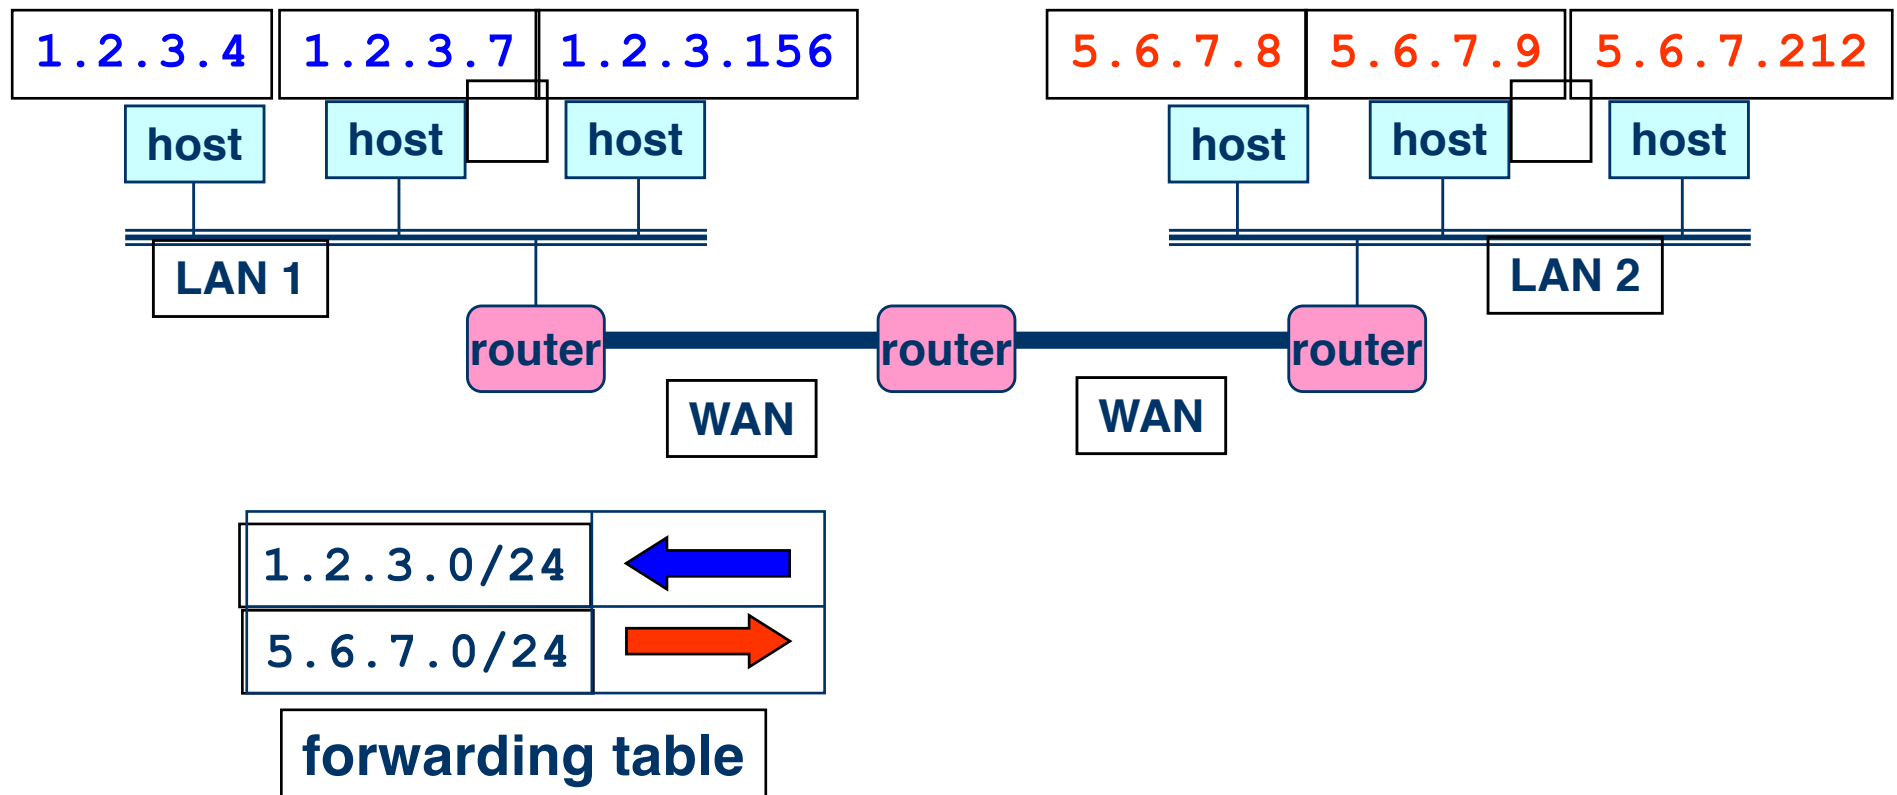 1.2.3.4 1.2.3.7 1.2.3.156 5.6.7.8 5.6.7.9 5.6.7.212
host host host host host host
LAN 1 LAN 2
router router router
WAN WAN
1.2.3.0/24
5.6.7.0/24
forwarding table